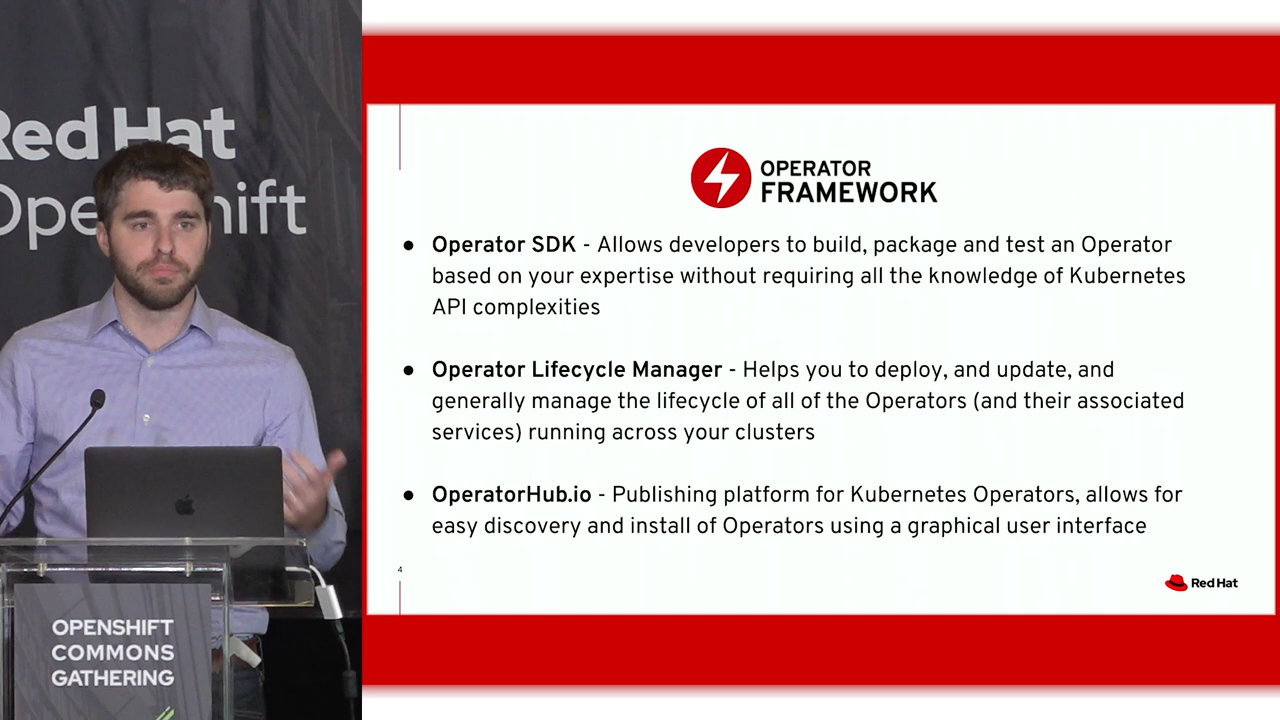 Red Hat
OpenShift
OPENSHIFT
COMMONS
GATHERING
OPERATOR
FRAMEWORK
● Operator SDK - Allows developers to build, package and test an Operator
based on your expertise without requiring all the knowledge of Kubernetes
API complexities
● Operator Lifecycle Manager - Helps you to deploy, and update, and
generally manage the lifecycle of all of the Operators (and their associated
services) running across your clusters
● OperatorHub.io - Publishing platform for Kubernetes Operators, allows for
easy discovery and install of Operators using a graphical user interface
4
Red Hat